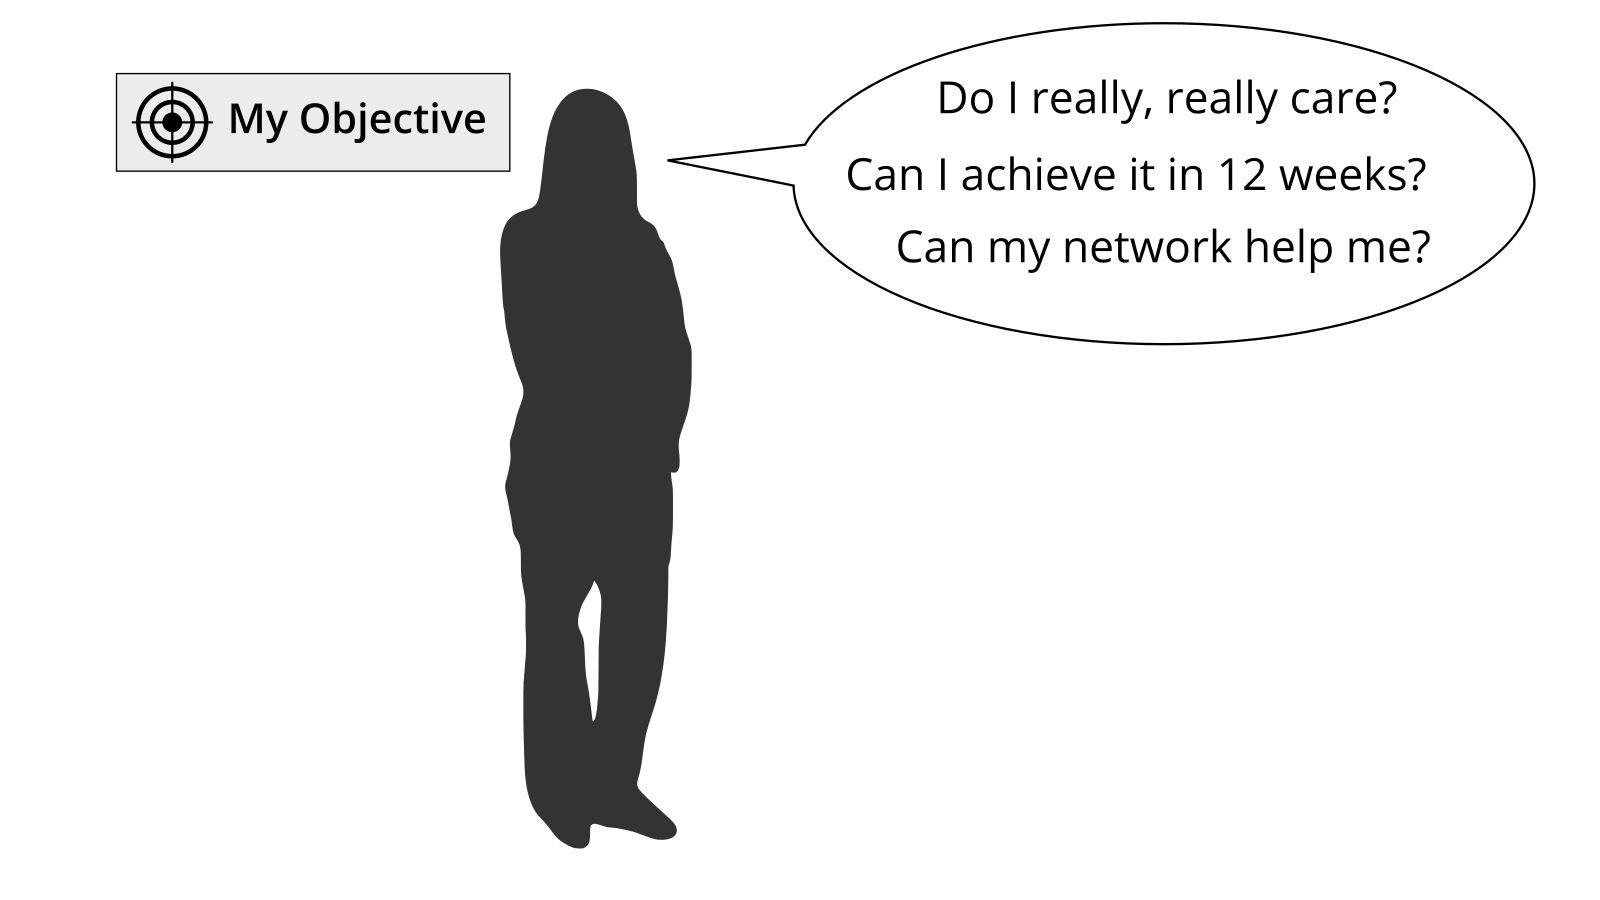 My Objective
Do I really, really care?
Can I achieve it in 12 weeks?
Can my network help me?